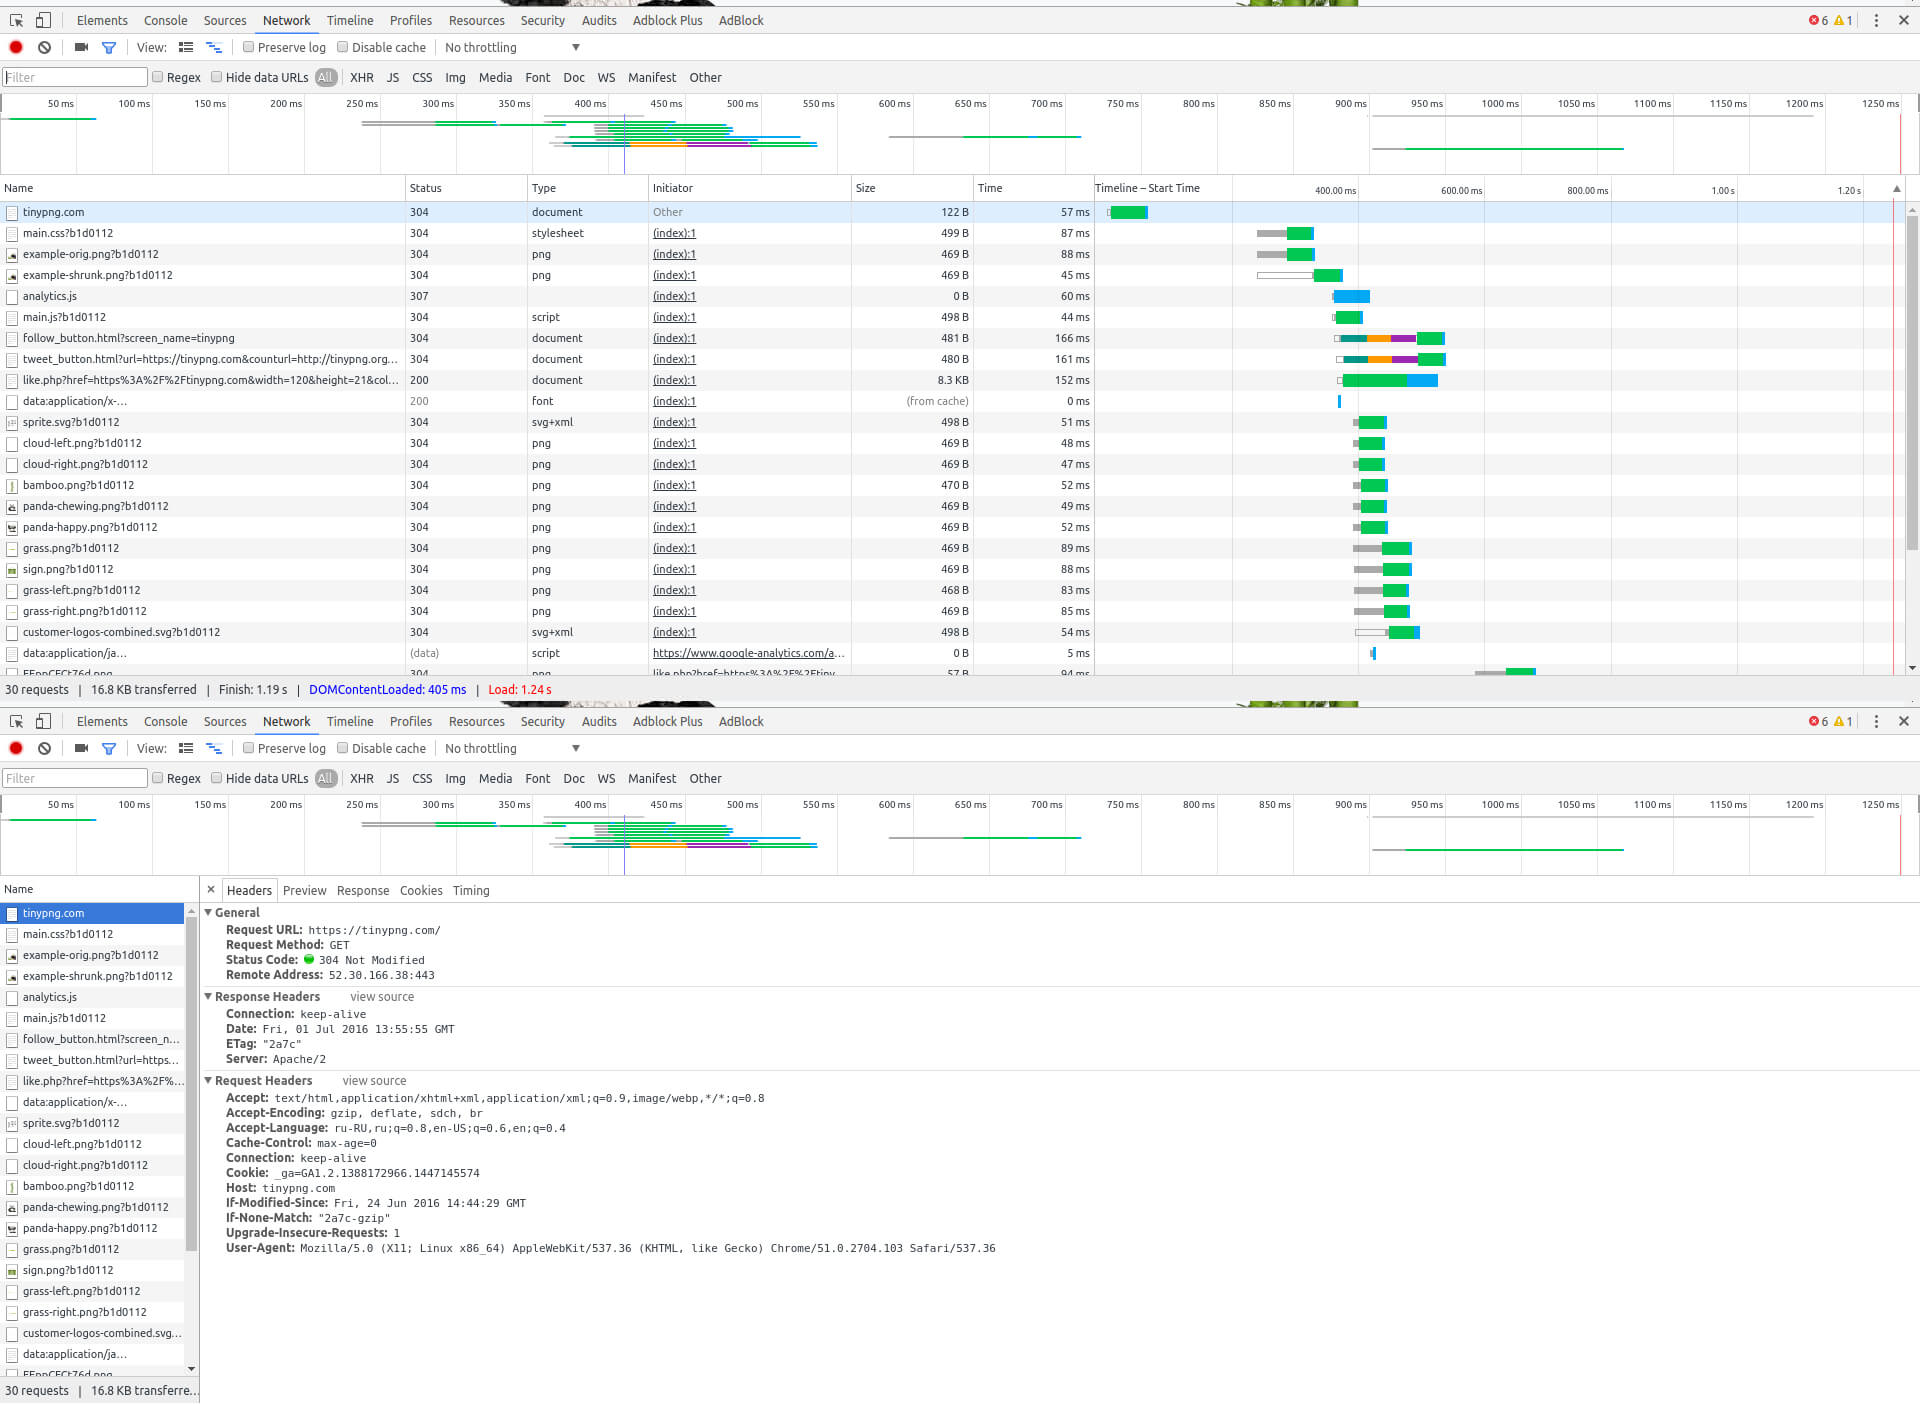 Elements Console Sources Network Timeline Profiles Resources Security Audits Adblock Plus AdBlock 6 1
View: Preserve log Disable cache No throttling
Filter Regex Hide data URLs All XHR JS CSS Img Media Font Doc WS Manifest Other
50 ms 100 ms 150 ms 200 ms 250 ms 300 ms 350 ms 400 ms 450 ms 500 ms 550 ms 600 ms 650 ms 700 ms 750 ms 800 ms 850 ms 900 ms 950 ms 1000 ms 1050 ms 1100 ms 1150 ms 1200 ms 1250 ms
Name Status Type Initiator Size Time Timeline – Start Time 400.00 ms 600.00 ms 800.00 ms 1.00 s 1.20 s
tinypng.com 304 document Other 122 B 57 ms
main.css?b1d0112 304 stylesheet (index):1 499 B 87 ms
example-orig.png?b1d0112 304 png (index):1 469 B 88 ms
example-shrunk.png?b1d0112 304 png (index):1 469 B 45 ms
analytics.js 307 (index):1 0 B 60 ms
main.js?b1d0112 304 script (index):1 498 B 44 ms
follow_button.html?screen_name=tinypng 304 document (index):1 481 B 166 ms
tweet_button.html?url=https://tinypng.com&counturl=http://tinypng.org... 304 document (index):1 480 B 161 ms
like.php?href=https%3A%2F%2Ftinypng.com&width=120&height=21&col... 200 document (index):1 8.3 KB 152 ms
data:application/x-... 200 font (index):1 (from cache) 0 ms
sprite.svg?b1d0112 304 svg+xml (index):1 498 B 51 ms
cloud-left.png?b1d0112 304 png (index):1 469 B 48 ms
cloud-right.png?b1d0112 304 png (index):1 469 B 47 ms
bamboo.png?b1d0112 304 png (index):1 470 B 52 ms
panda-chewing.png?b1d0112 304 png (index):1 469 B 49 ms
panda-happy.png?b1d0112 304 png (index):1 469 B 52 ms
grass.png?b1d0112 304 png (index):1 469 B 89 ms
sign.png?b1d0112 304 png (index):1 469 B 88 ms
grass-left.png?b1d0112 304 png (index):1 468 B 83 ms
grass-right.png?b1d0112 304 png (index):1 469 B 85 ms
customer-logos-combined.svg?b1d0112 304 svg+xml (index):1 498 B 54 ms
data:application/ja... (data) script https://www.google-analytics.com/a... 0 B 5 ms
304 png like.php?href=https%3A%2F%2Ftiny... 57 B 94 ms
30 requests | 16.8 KB transferred | Finish: 1.19 s | DOMContentLoaded: 405 ms | Load: 1.24 s
Elements Console Sources Network Timeline Profiles Resources Security Audits Adblock Plus AdBlock 6 1
View: Preserve log Disable cache No throttling
Filter Regex Hide data URLs All XHR JS CSS Img Media Font Doc WS Manifest Other
50 ms 100 ms 150 ms 200 ms 250 ms 300 ms 350 ms 400 ms 450 ms 500 ms 550 ms 600 ms 650 ms 700 ms 750 ms 800 ms 850 ms 900 ms 950 ms 1000 ms 1050 ms 1100 ms 1150 ms 1200 ms 1250 ms
Name
tinypng.com
main.css?b1d0112
example-orig.png?b1d0112
example-shrunk.png?b1d0112
analytics.js
main.js?b1d0112
follow_button.html?screen_n...
tweet_button.html?url=https...
like.php?href=https%3A%2F%...
data:application/x-...
sprite.svg?b1d0112
cloud-left.png?b1d0112
cloud-right.png?b1d0112
bamboo.png?b1d0112
panda-chewing.png?b1d0112
panda-happy.png?b1d0112
grass.png?b1d0112
sign.png?b1d0112
grass-left.png?b1d0112
grass-right.png?b1d0112
customer-logos-combined.svg...
data:application/ja...
30 requests | 16.8 KB transferre...
× Headers Preview Response Cookies Timing
General
Request URL: https://tinypng.com/
Request Method: GET
Status Code: 304 Not Modified
Remote Address: 52.30.166.38:443
Response Headers view source
Connection: keep-alive
Date: Fri, 01 Jul 2016 13:55:55 GMT
ETag: "2a7c"
Server: Apache/2
Request Headers view source
Accept: text/html,application/xhtml+xml,application/xml;q=0.9,image/webp,*/*;q=0.8
Accept-Encoding: gzip, deflate, sdch, br
Accept-Language: ru-RU,ru;q=0.8,en-US;q=0.6,en;q=0.4
Cache-Control: max-age=0
Connection: keep-alive
Cookie: _ga=GA1.2.1388172966.1447145574
Host: tinypng.com
If-Modified-Since: Fri, 24 Jun 2016 14:44:29 GMT
If-None-Match: "2a7c-gzip"
Upgrade-Insecure-Requests: 1
User-Agent: Mozilla/5.0 (X11; Linux x86_64) AppleWebKit/537.36 (KHTML, like Gecko) Chrome/51.0.2704.103 Safari/537.36